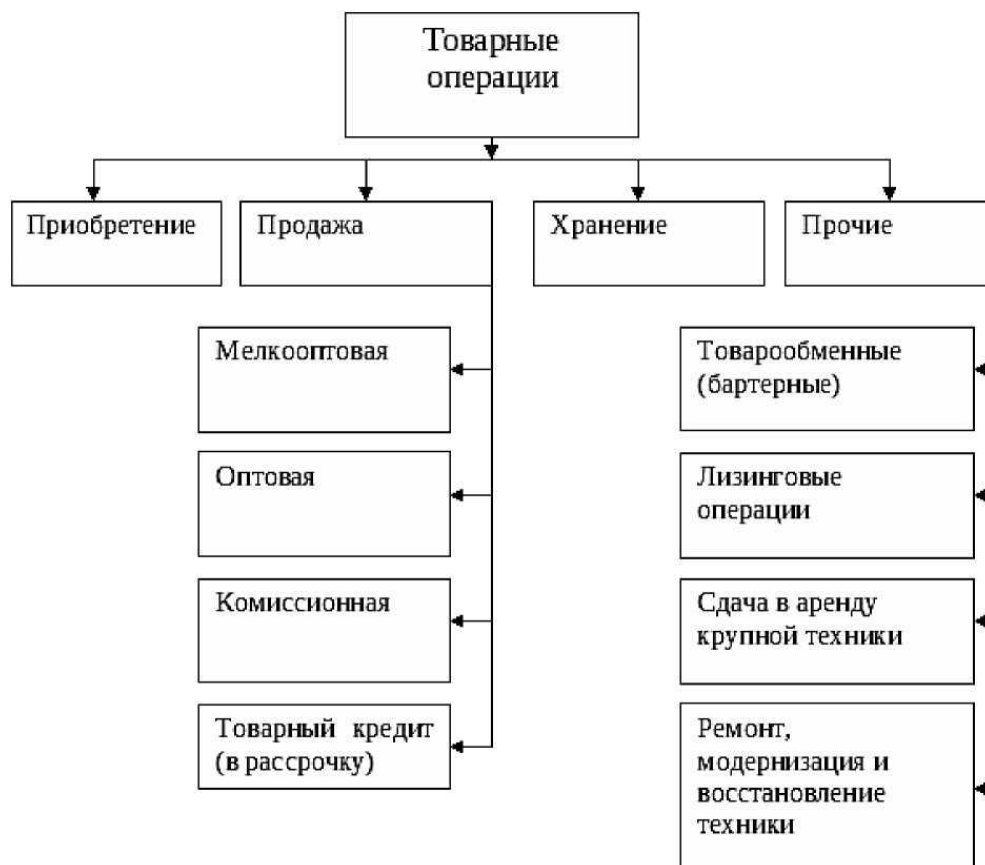 Товарные
операции
Приобретение
Продажа
Хранение
Прочие
Мелкооптовая
Оптовая
Комиссионная
Товарный кредит
(в рассрочку)
Товарообменные
(бартерные)
Лизинговые
операции
Сдача в аренду
крупной техники
Ремонт,
модернизация и
восстановление
техники